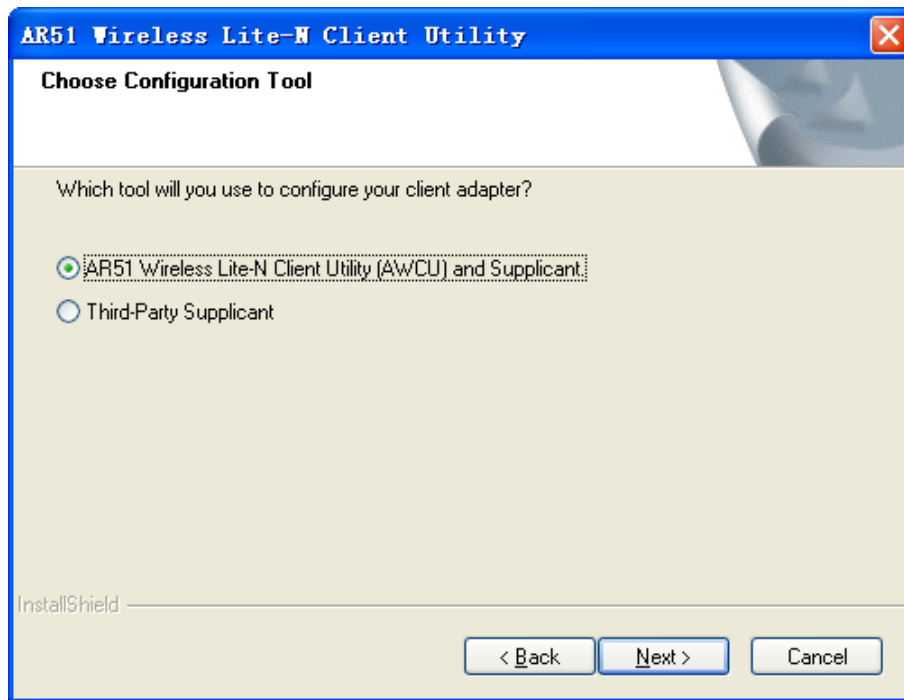 AR51 Wireless Lite-N Client Utility
Choose Configuration Tool
Which tool will you use to configure your client adapter?
AR51 Wireless Lite-N Client Utility (AWCU) and Supplicant.
Third-Party Supplicant
InstallShield
< Back
Next >
Cancel